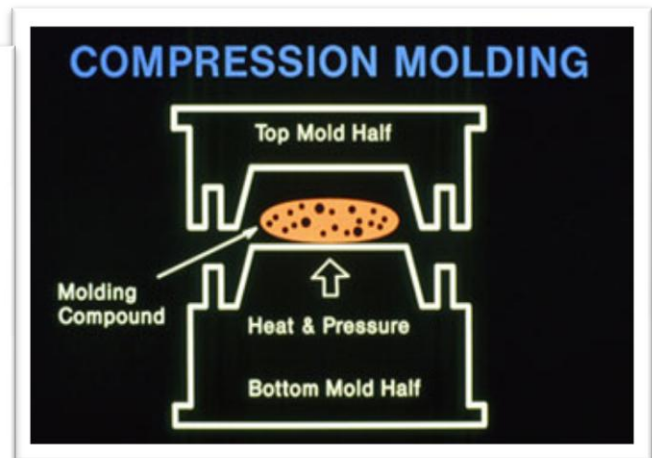 COMPRESSION MOLDING
Top Mold Half
Molding
Compound
Heat & Pressure
Bottom Mold Half